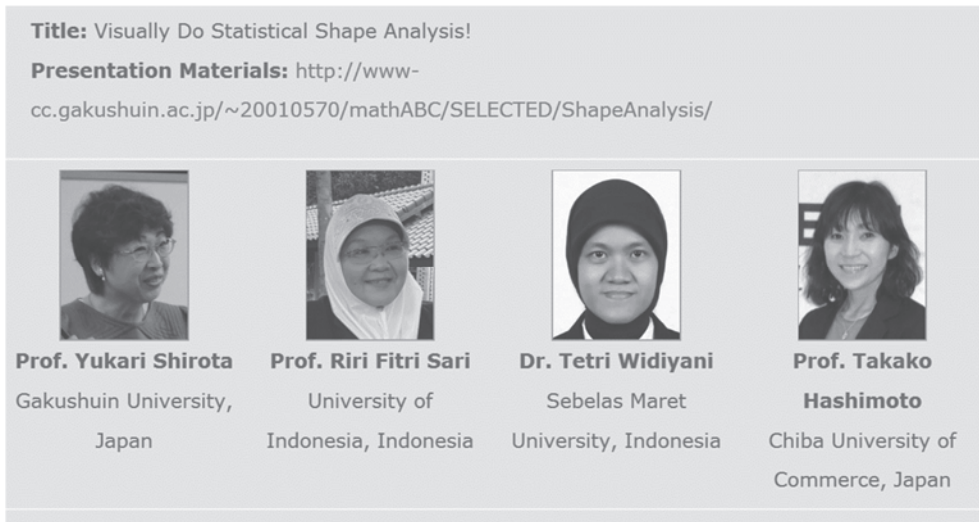 Title: Visually Do Statistical Shape Analysis!
Presentation Materials: http://www-
cc.gakushuin.ac.jp/~20010570/mathABC/SELECTED/ShapeAnalysis/
Prof. Yukari Shirota
Gakushuin University,
Japan
Prof. Riri Fitri Sari
University of
Indonesia, Indonesia
Dr. Tetri Widiyani
Sebelas Maret
University, Indonesia
Prof. Takako
Hashimoto
Chiba University of
Commerce, Japan